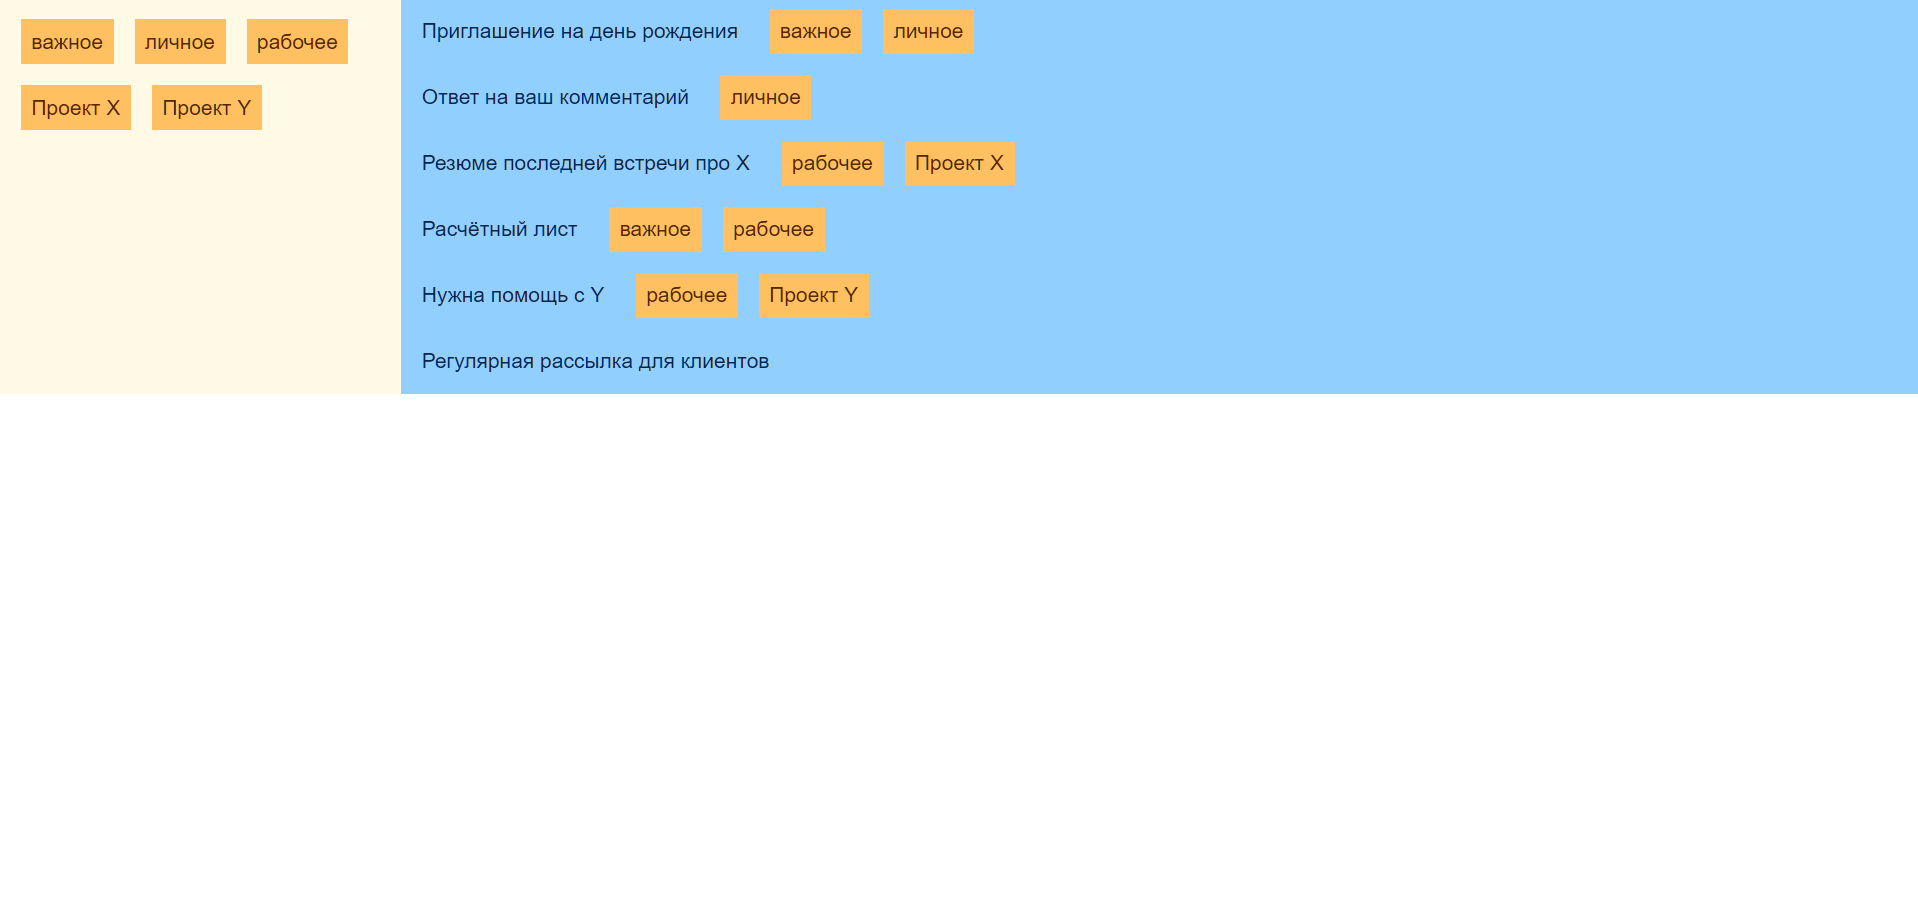 важное личное рабочее
Проект X Проект Y
Приглашение на день рождения важное личное
Ответ на ваш комментарий личное
Резюме последней встречи про X рабочее Проект X
Расчётный лист важное рабочее
Нужна помощь с Y рабочее Проект Y
Регулярная рассылка для клиентов